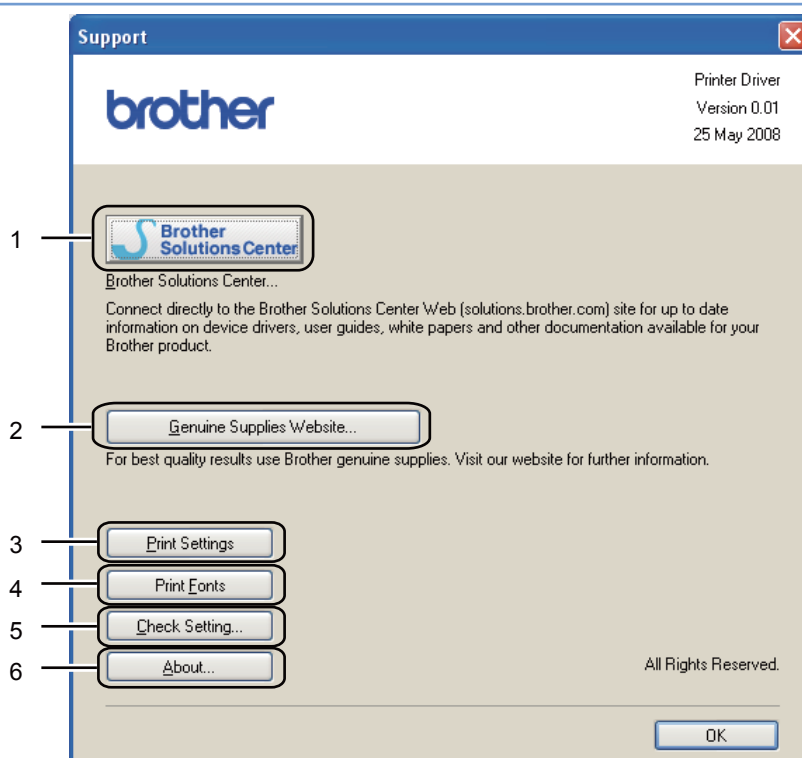 Support
brother
Printer Driver
Version 0.01
25 May 2008
1
Brother
Solutions Center
Brother Solutions Center...
Connect directly to the Brother Solutions Center Web (solutions.brother.com) site for up to date
information on device drivers, user guides, white papers and other documentation available for your
Brother product.
2
Genuine Supplies Website...
For best quality results use Brother genuine supplies. Visit our website for further information.
3
Print Settings
4
Print Fonts
5
Check Setting...
6
About...
All Rights Reserved.
OK